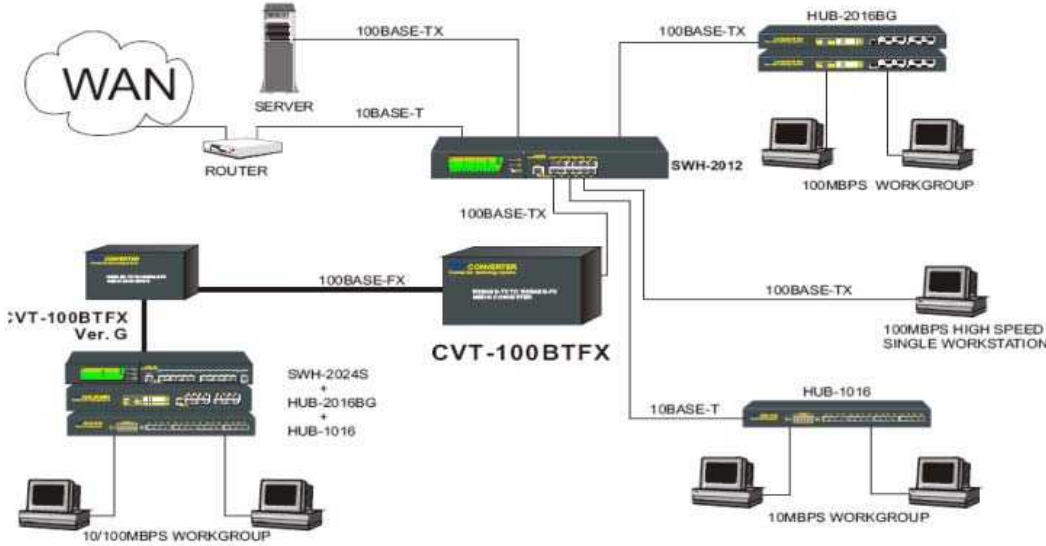 HUB-2016BG
100BASE-TX
100BASE-TX
WAN
SERVER
10BASE-T
ROUTER
SWH-2012
100MBPS WORKGROUP
100BASE-TX
CONVERTER
100BASE-FX
CONVERTER
100BASE-TX
CVT-100BTFX
Ver. G
CVT-100BTFX
100MBPS HIGH SPEED
SINGLE WORKSTATION
SWH-2024S
+
HUB-2016BG
+
HUB-1016
HUB-1016
10BASE-T
10MBPS WORKGROUP
10/100MBPS WORKGROUP